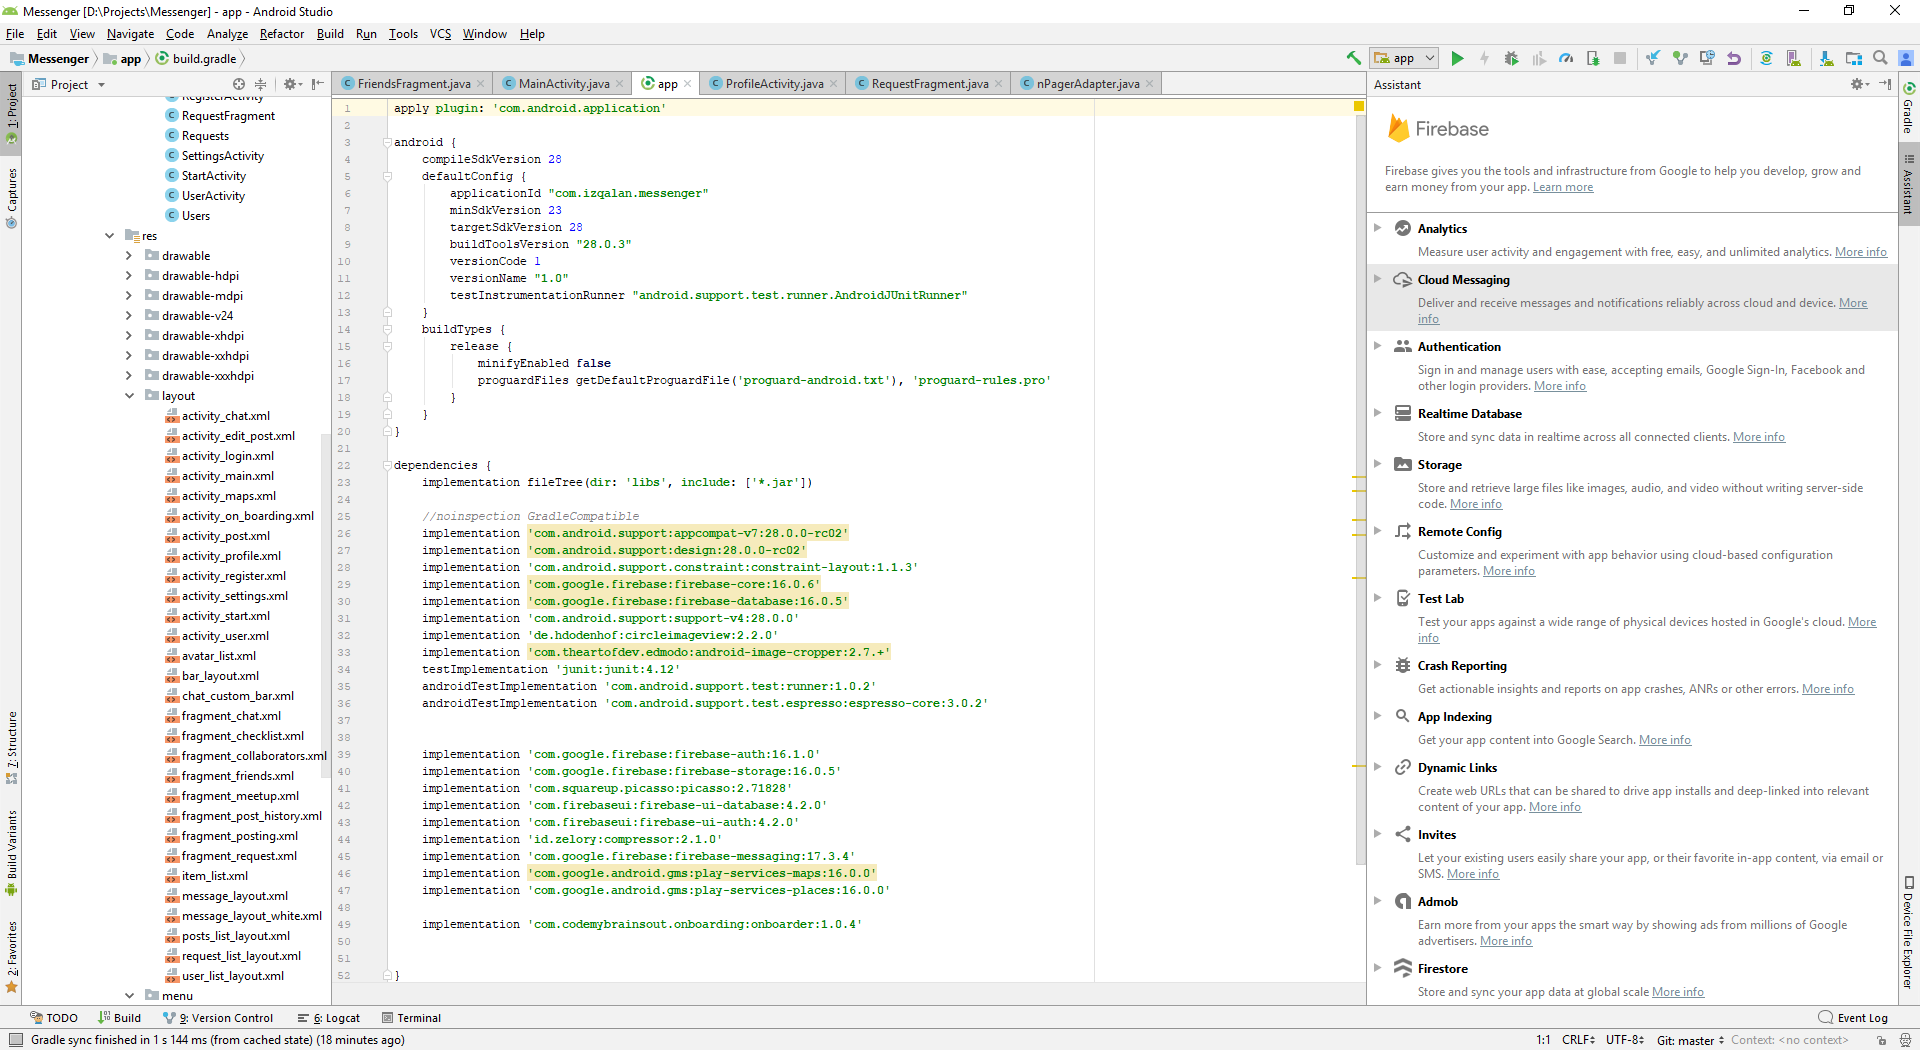 Messenger [D:\Projects\Messenger] - app - Android Studio
File Edit View Navigate Code Analyze Refactor Build Run Tools VCS Window Help
Messenger app build.gradle
app
Project
FriendsFragment.java MainActivity.java app ProfileActivity.java RequestFragment.java nPagerAdapter.java
1: Project
Captures
7: Structure
Build Variants
2: Favorites
RegisterActivity
RequestFragment
Requests
SettingsActivity
StartActivity
UserActivity
Users
res
drawable
drawable-hdpi
drawable-mdpi
drawable-v24
drawable-xhdpi
drawable-xxhdpi
drawable-xxxhdpi
layout
activity_chat.xml
activity_edit_post.xml
activity_login.xml
activity_main.xml
activity_maps.xml
activity_on_boarding.xml
activity_post.xml
activity_profile.xml
activity_register.xml
activity_settings.xml
activity_start.xml
activity_user.xml
avatar_list.xml
bar_layout.xml
chat_custom_bar.xml
fragment_chat.xml
fragment_checklist.xml
fragment_collaborators.xml
fragment_friends.xml
fragment_meetup.xml
fragment_post_history.xml
fragment_posting.xml
fragment_request.xml
item_list.xml
message_layout.xml
message_layout_white.xml
posts_list_layout.xml
request_list_layout.xml
user_list_layout.xml
menu
1 apply plugin: 'com.android.application'
2
3 android {
4 compileSdkVersion 28
5 defaultConfig {
6 applicationId "com.izqalan.messenger"
7 minSdkVersion 23
8 targetSdkVersion 28
9 buildToolsVersion "28.0.3"
10 versionCode 1
11 versionName "1.0"
12 testInstrumentationRunner "android.support.test.runner.AndroidJUnitRunner"
13 }
14 buildTypes {
15 release {
16 minifyEnabled false
17 proguardFiles getDefaultProguardFile('proguard-android.txt'), 'proguard-rules.pro'
18 }
19 }
20 }
21
22 dependencies {
23 implementation fileTree(dir: 'libs', include: ['*.jar'])
24
25 //noinspection GradleCompatible
26 implementation 'com.android.support:appcompat-v7:28.0.0-rc02'
27 implementation 'com.android.support:design:28.0.0-rc02'
28 implementation 'com.android.support.constraint:constraint-layout:1.1.3'
29 implementation 'com.google.firebase:firebase-core:16.0.6'
30 implementation 'com.google.firebase:firebase-database:16.0.5'
31 implementation 'com.android.support:support-v4:28.0.0'
32 implementation 'de.hdodenhof:circleimageview:2.2.0'
33 implementation 'com.theartofdev.edmodo:android-image-cropper:2.7.+'
34 testImplementation 'junit:junit:4.12'
35 androidTestImplementation 'com.android.support.test:runner:1.0.2'
36 androidTestImplementation 'com.android.support.test.espresso:espresso-core:3.0.2'
37
38
39 implementation 'com.google.firebase:firebase-auth:16.1.0'
40 implementation 'com.google.firebase:firebase-storage:16.0.5'
41 implementation 'com.squareup.picasso:picasso:2.71828'
42 implementation 'com.firebaseui:firebase-ui-database:4.2.0'
43 implementation 'com.firebaseui:firebase-ui-auth:4.2.0'
44 implementation 'id.zelory:compressor:2.1.0'
45 implementation 'com.google.firebase:firebase-messaging:17.3.4'
46 implementation 'com.google.android.gms:play-services-maps:16.0.0'
47 implementation 'com.google.android.gms:play-services-places:16.0.0'
48
49 implementation 'com.codemybrainsout.onboarding:onboarder:1.0.4'
50
51
52 }
Assistant
Firebase
Firebase gives you the tools and infrastructure from Google to help you develop, grow and
earn money from your app. Learn more
Analytics
Measure user activity and engagement with free, easy, and unlimited analytics. More info
Cloud Messaging
Deliver and receive messages and notifications reliably across cloud and device. More
info
Authentication
Sign in and manage users with ease, accepting emails, Google Sign-In, Facebook and
other login providers. More info
Realtime Database
Store and sync data in realtime across all connected clients. More info
Storage
Store and retrieve large files like images, audio, and video without writing server-side
code. More info
Remote Config
Customize and experiment with app behavior using cloud-based configuration
parameters. More info
Test Lab
Test your apps against a wide range of physical devices hosted in Google's cloud. More
info
Crash Reporting
Get actionable insights and reports on app crashes, ANRs or other errors. More info
App Indexing
Get your app content into Google Search. More info
Dynamic Links
Create web URLs that can be shared to drive app installs and deep-linked into relevant
content of your app. More info
Invites
Let your existing users easily share your app, or their favorite in-app content, via email or
SMS. More info
Admob
Earn more from your apps the smart way by showing ads from millions of Google
advertisers. More info
Firestore
Store and sync your app data at global scale More info
Gradle
Assistant
Device File Explorer
TODO Build 9: Version Control 6: Logcat Terminal Event Log
Gradle sync finished in 1 s 144 ms (from cached state) (18 minutes ago) 1:1 CRLF UTF-8 Git: master Context: <no context>